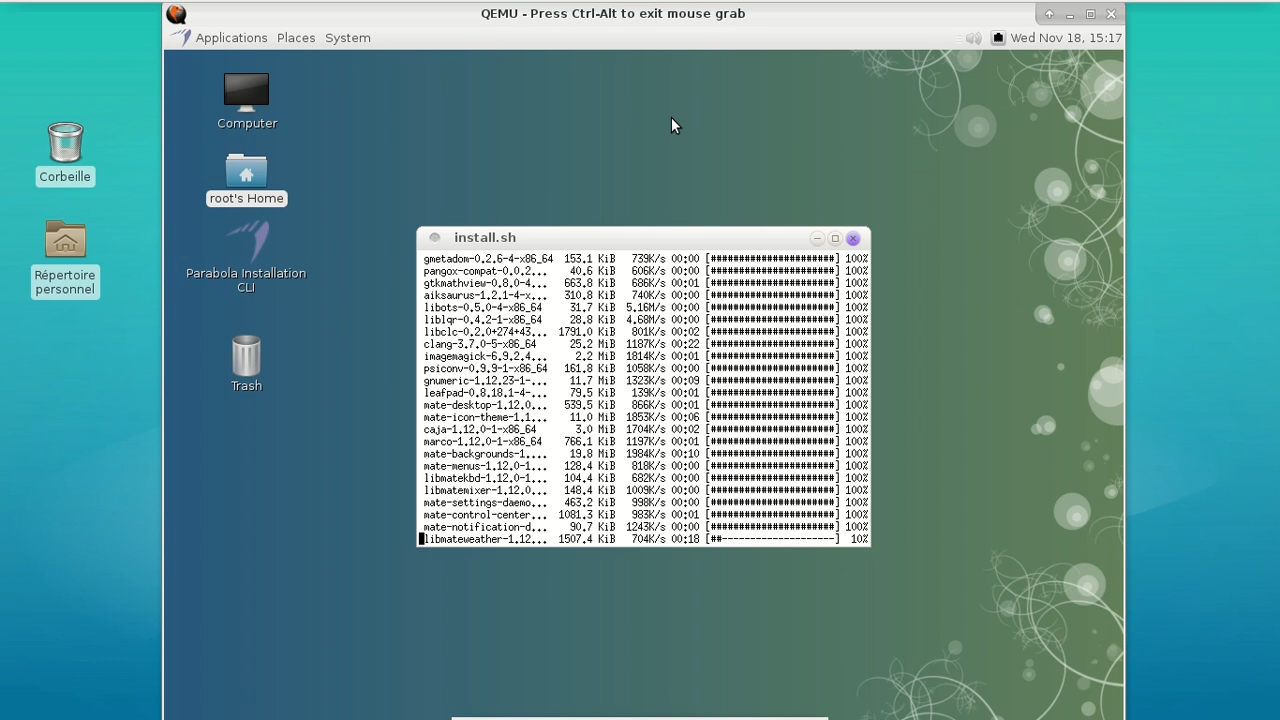 QEMU - Press Ctrl-Alt to exit mouse grab
Applications Places System Wed Nov 18, 15:17
Computer
root's Home
Parabola Installation
CLI
Trash
Corbeille
Répertoire
personnel
install.sh
gmetadom-0.2.6-4-x86_64 153.1 KiB 739K/s 00:00 [######################] 100%
pangox-compat-0.0.2... 40.6 KiB 606K/s 00:00 [######################] 100%
gtkmathview-0.8.0-4... 663.8 KiB 686K/s 00:01 [######################] 100%
aiksaurus-1.2.1-4-x... 310.8 KiB 740K/s 00:00 [######################] 100%
libots-0.5.0-4-x86_64 31.7 KiB 5.16M/s 00:00 [######################] 100%
liblqr-0.4.2-1-x86_64 28.8 KiB 4.68M/s 00:00 [######################] 100%
libclc-0.2.0+274+43... 1791.0 KiB 801K/s 00:02 [######################] 100%
clang-3.7.0-5-x86_64 25.2 MiB 1187K/s 00:22 [######################] 100%
imagemagick-6.9.2.4... 2.2 MiB 1814K/s 00:01 [######################] 100%
psiconv-0.9.9-1-x86_64 161.8 KiB 1058K/s 00:00 [######################] 100%
gnumeric-1.12.23-1-... 11.7 MiB 1323K/s 00:09 [######################] 100%
leafpad-0.8.18.1-4-... 79.5 KiB 139K/s 00:01 [######################] 100%
mate-desktop-1.12.0... 539.5 KiB 866K/s 00:01 [######################] 100%
mate-icon-theme-1.1... 11.0 MiB 1853K/s 00:06 [######################] 100%
caja-1.12.0-1-x86_64 3.0 MiB 1704K/s 00:02 [######################] 100%
marco-1.12.0-1-x86_64 766.1 KiB 1197K/s 00:01 [######################] 100%
mate-backgrounds-1.... 19.8 MiB 1984K/s 00:10 [######################] 100%
mate-menus-1.12.0-1... 128.4 KiB 818K/s 00:00 [######################] 100%
libmatekbd-1.12.0-1... 104.4 KiB 682K/s 00:00 [######################] 100%
libmatemixer-1.12.0... 148.4 KiB 1009K/s 00:00 [######################] 100%
mate-settings-daemo... 463.2 KiB 998K/s 00:00 [######################] 100%
mate-control-center... 1081.3 KiB 983K/s 00:01 [######################] 100%
mate-notification-d... 90.7 KiB 1243K/s 00:00 [######################] 100%
libmateweather-1.12... 1507.4 KiB 704K/s 00:18 [##--------------------] 10%